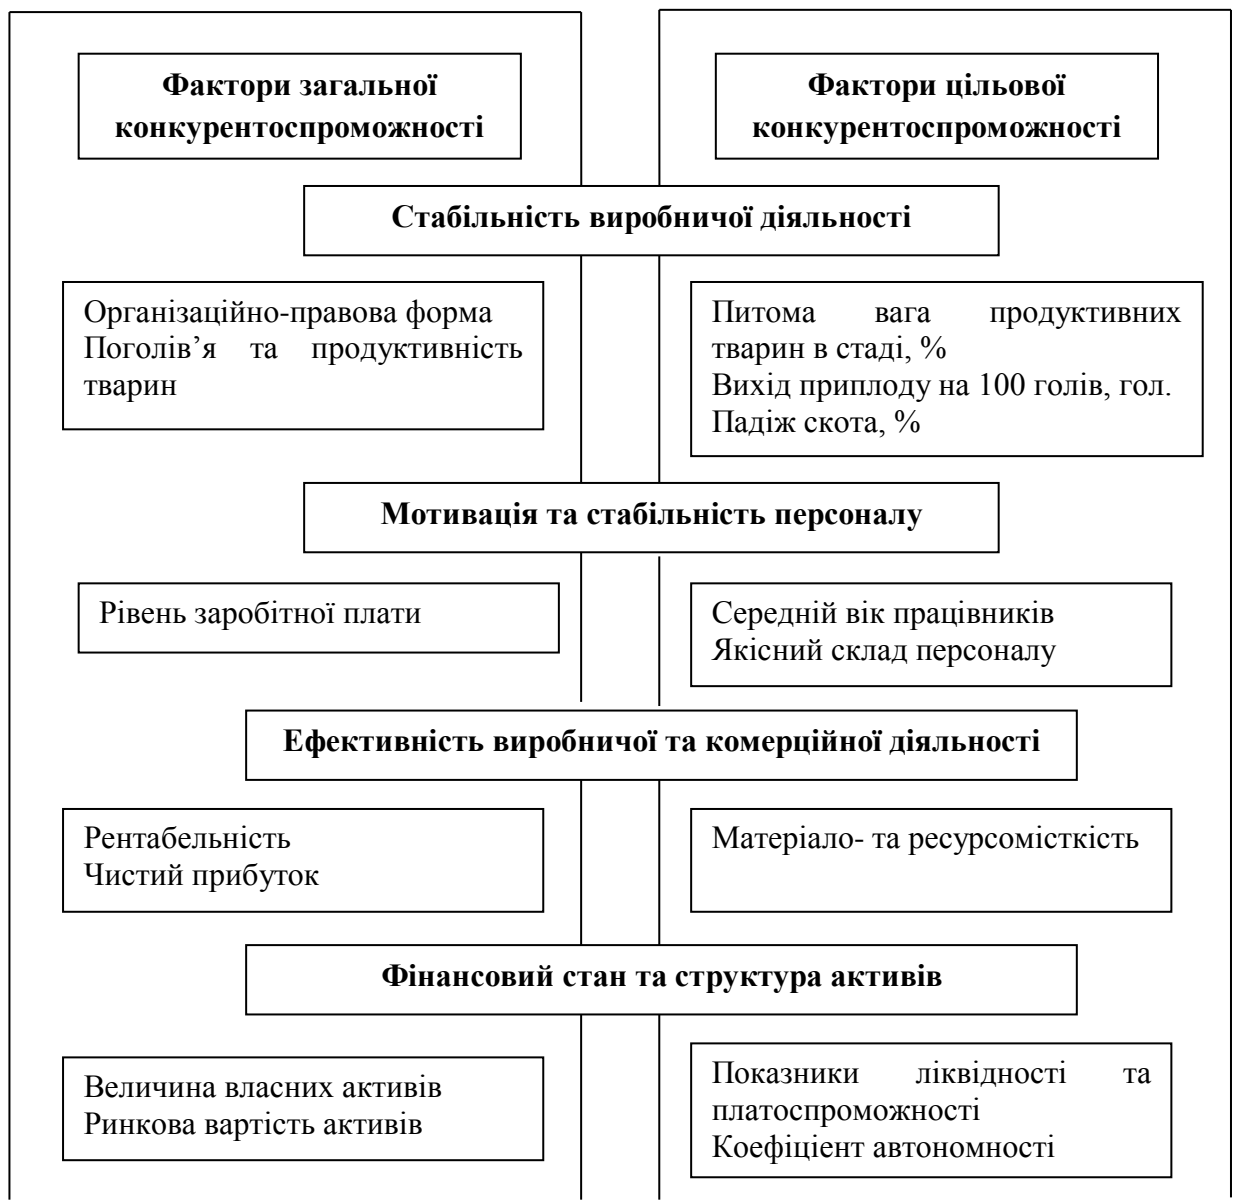 Фактори загальної
конкурентоспроможності
Фактори цільової
конкурентоспроможності
Стабільність виробничої діяльності
Організаційно-правова форма
Поголів’я та продуктивність
тварин
Питома вага продуктивних
тварин в стаді, %
Вихід приплоду на 100 голів, гол.
Падіж скота, %
Мотивація та стабільність персоналу
Рівень заробітної плати
Середній вік працівників
Якісний склад персоналу
Ефективність виробничої та комерційної діяльності
Рентабельність
Чистий прибуток
Матеріало- та ресурсомісткість
Фінансовий стан та структура активів
Величина власних активів
Ринкова вартість активів
Показники ліквідності та
платоспроможності
Коефіцієнт автономності